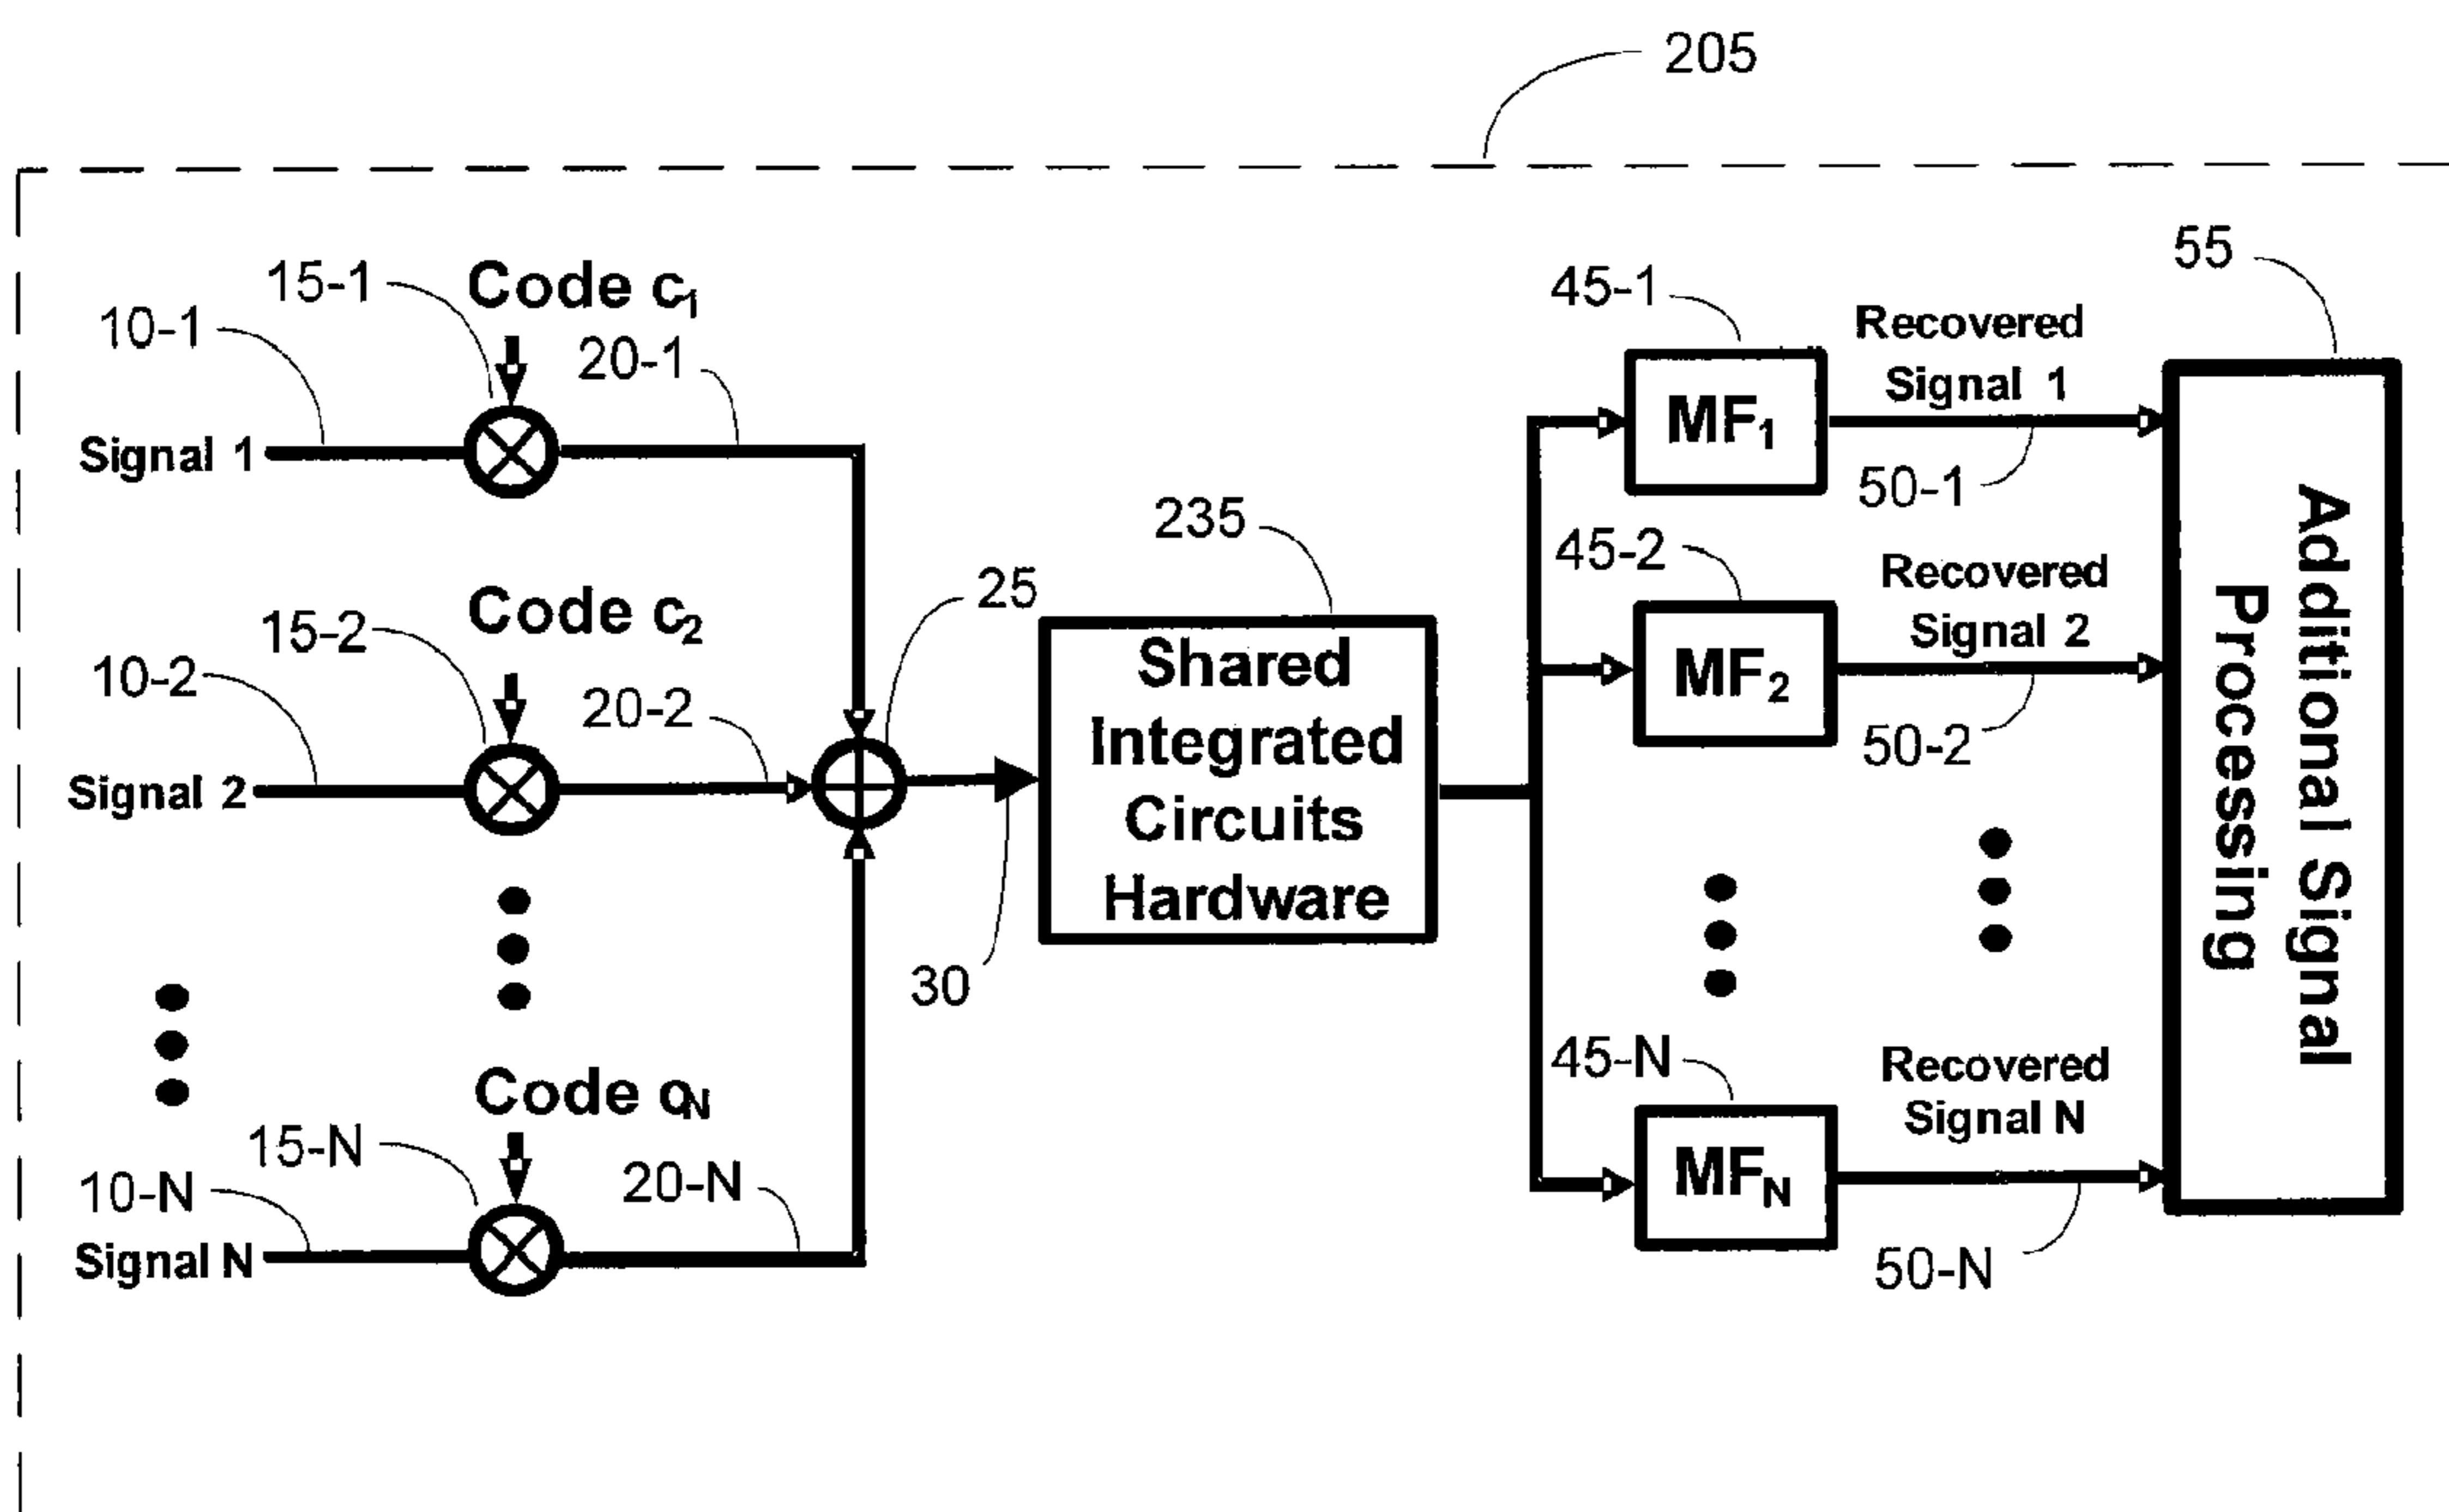 205
15-1
Code c1
10-1
20-1
Signal 1
15-2
Code c2
10-2
20-2
Signal 2
25
30
15-N
Code cN
10-N
20-N
Signal N
235
Shared
Integrated
Circuits
Hardware
45-1
MF1
Recovered
Signal 1
50-1
45-2
MF2
Recovered
Signal 2
50-2
45-N
MFN
Recovered
Signal N
50-N
55
Additional Signal
Processing